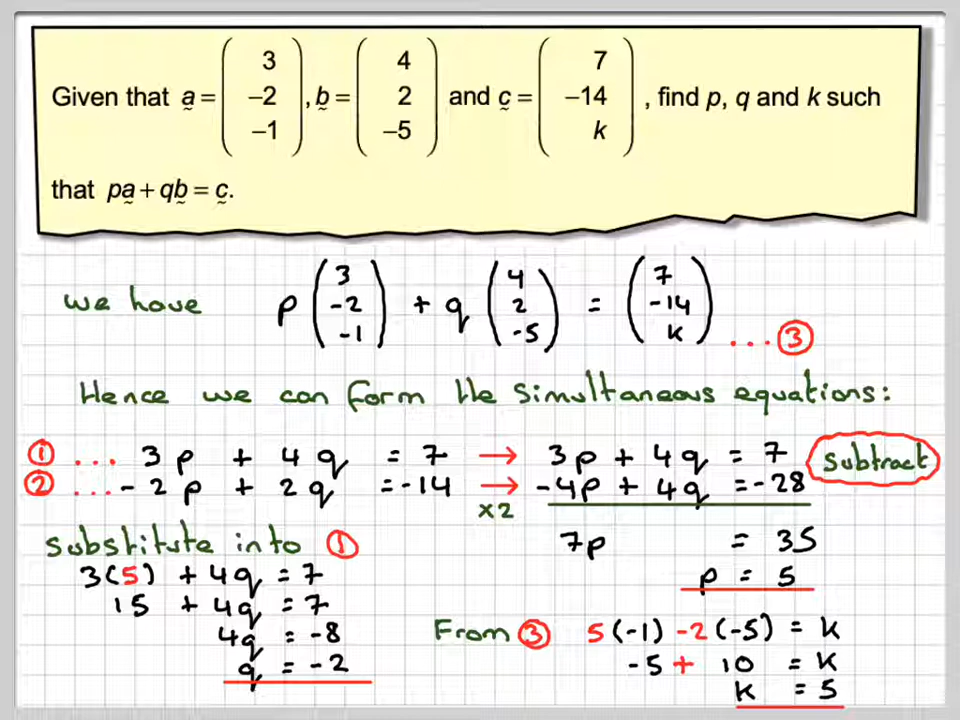 Given that a = ( 3 −2 −1 ), b = ( 4 2 −5 ) and c = ( 7 −14 k ), find p, q and k such
that pa + qb = c.
we have p ( 3 -2 -1 ) + q ( 4 2 -5 ) = ( 7 -14 k ) ... ③
Hence we can form the simultaneous equations:
① ... 3p + 4q = 7 → 3p + 4q = 7 subtract
② ... -2p + 2q = -14 → x2 -4p + 4q = -28
7p = 35
p = 5
Substitute into ①
3(5) + 4q = 7
15 + 4q = 7
4q = -8
q = -2
From ③ 5(-1) -2(-5) = k
-5 + 10 = k
k = 5